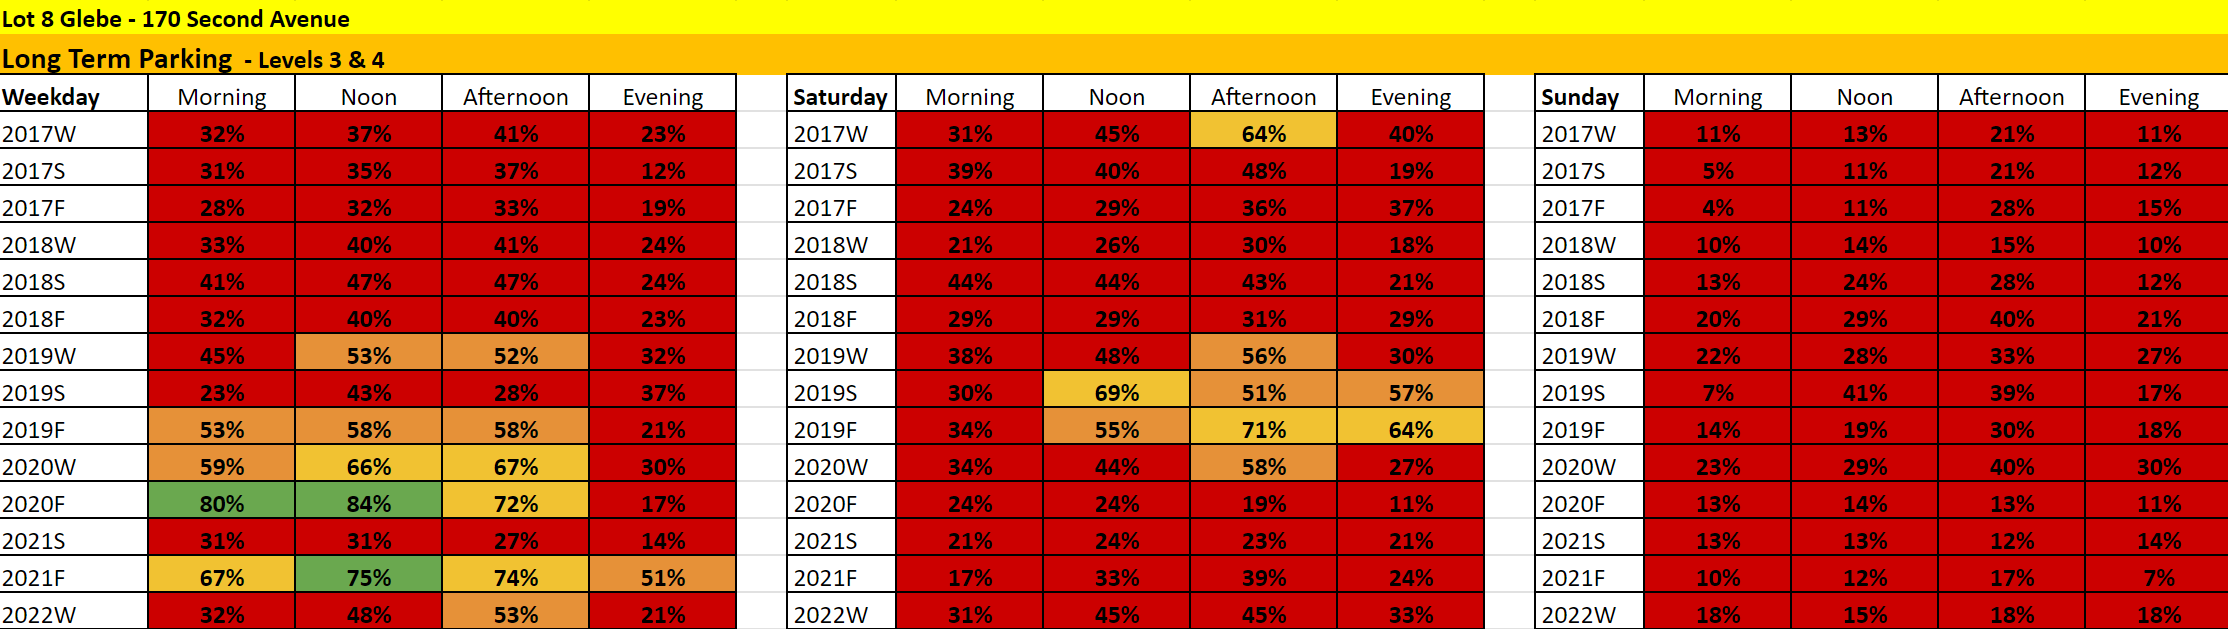 Lot 8 Glebe - 170 Second Avenue
Long Term Parking - Levels 3 & 4
Weekday Morning Noon Afternoon Evening Saturday Morning Noon Afternoon Evening Sunday Morning Noon Afternoon Evening
2017W 32% 37% 41% 23% 2017W 31% 45% 64% 40% 2017W 11% 13% 21% 11%
2017S 31% 35% 37% 12% 2017S 39% 40% 48% 19% 2017S 5% 11% 21% 12%
2017F 28% 32% 33% 19% 2017F 24% 29% 36% 37% 2017F 4% 11% 28% 15%
2018W 33% 40% 41% 24% 2018W 21% 26% 30% 18% 2018W 10% 14% 15% 10%
2018S 41% 47% 47% 24% 2018S 44% 44% 43% 21% 2018S 13% 24% 28% 12%
2018F 32% 40% 40% 23% 2018F 29% 29% 31% 29% 2018F 20% 29% 40% 21%
2019W 45% 53% 52% 32% 2019W 38% 48% 56% 30% 2019W 22% 28% 33% 27%
2019S 23% 43% 28% 37% 2019S 30% 69% 51% 57% 2019S 7% 41% 39% 17%
2019F 53% 58% 58% 21% 2019F 34% 55% 71% 64% 2019F 14% 19% 30% 18%
2020W 59% 66% 67% 30% 2020W 34% 44% 58% 27% 2020W 23% 29% 40% 30%
2020F 80% 84% 72% 17% 2020F 24% 24% 19% 11% 2020F 13% 14% 13% 11%
2021S 31% 31% 27% 14% 2021S 21% 24% 23% 21% 2021S 13% 13% 12% 14%
2021F 67% 75% 74% 51% 2021F 17% 33% 39% 24% 2021F 10% 12% 17% 7%
2022W 32% 48% 53% 21% 2022W 31% 45% 45% 33% 2022W 18% 15% 18% 18%